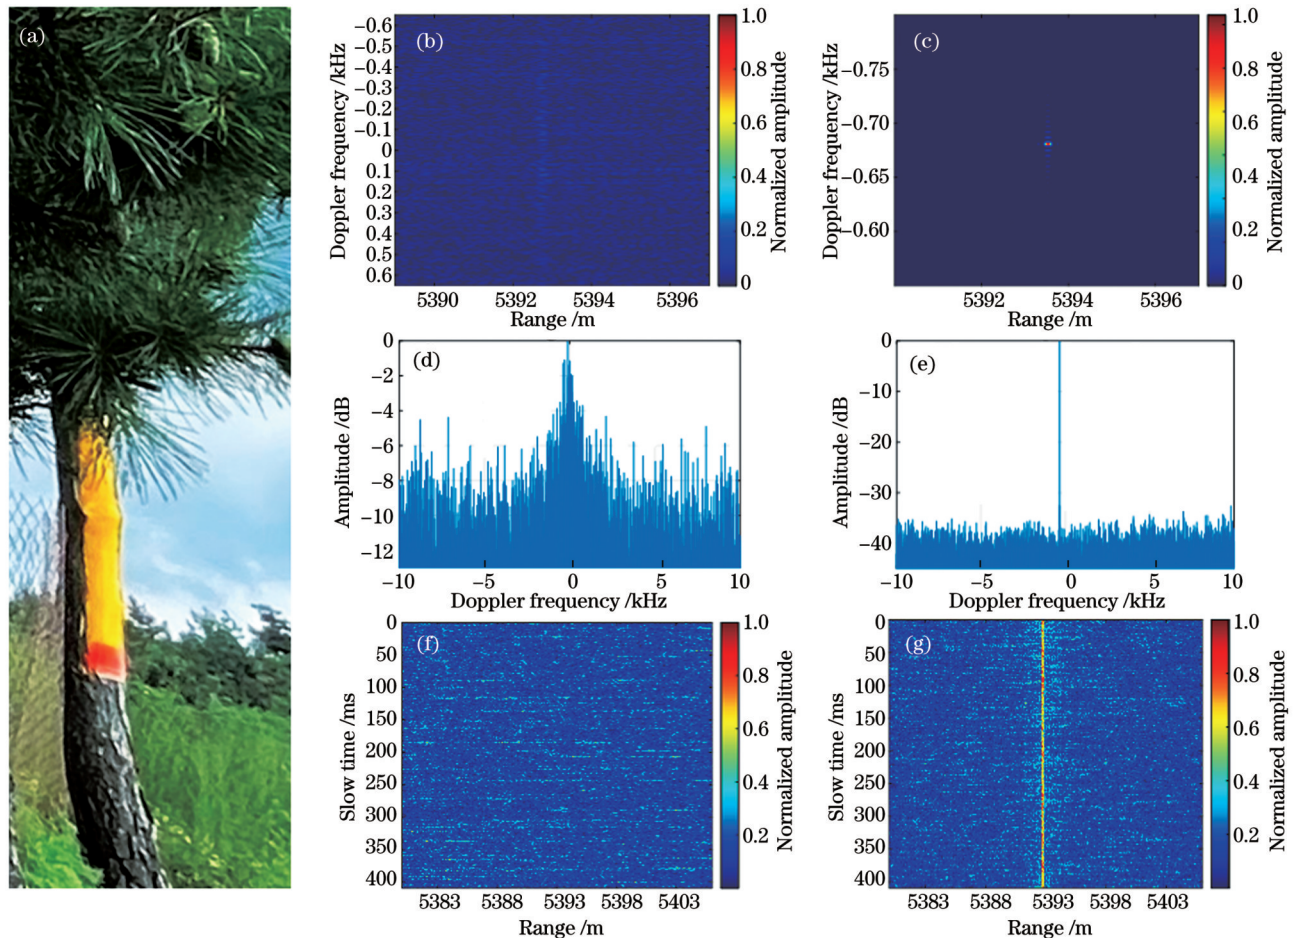 (a)
(b)
Doppler frequency /kHz
−0.6
−0.5
−0.4
−0.3
−0.2
−0.1
0
0.1
0.2
0.3
0.4
0.5
0.6
5390 5392 5394 5396
Range /m
1.0
0.8
0.6
0.4
0.2
0
Normalized amplitude
(c)
Doppler frequency /kHz
−0.75
−0.70
−0.65
−0.60
5392 5394 5396
Range /m
1.0
0.8
0.6
0.4
0.2
0
Normalized amplitude
(d)
Amplitude /dB
0
−2
−4
−6
−8
−10
−12
−10 −5 0 5 10
Doppler frequency /kHz
(e)
Amplitude /dB
0
−10
−20
−30
−40
−10 −5 0 5 10
Doppler frequency /kHz
(f)
Slow time /ns
0
50
100
150
200
250
300
350
400
5383 5388 5393 5398 5403
Range /m
1.0
0.8
0.6
0.4
0.2
Normalized amplitude
(g)
Slow time /ns
0
50
100
150
200
250
300
350
400
5383 5388 5393 5398 5403
Range /m
1.0
0.8
0.6
0.4
0.2
Normalized amplitude